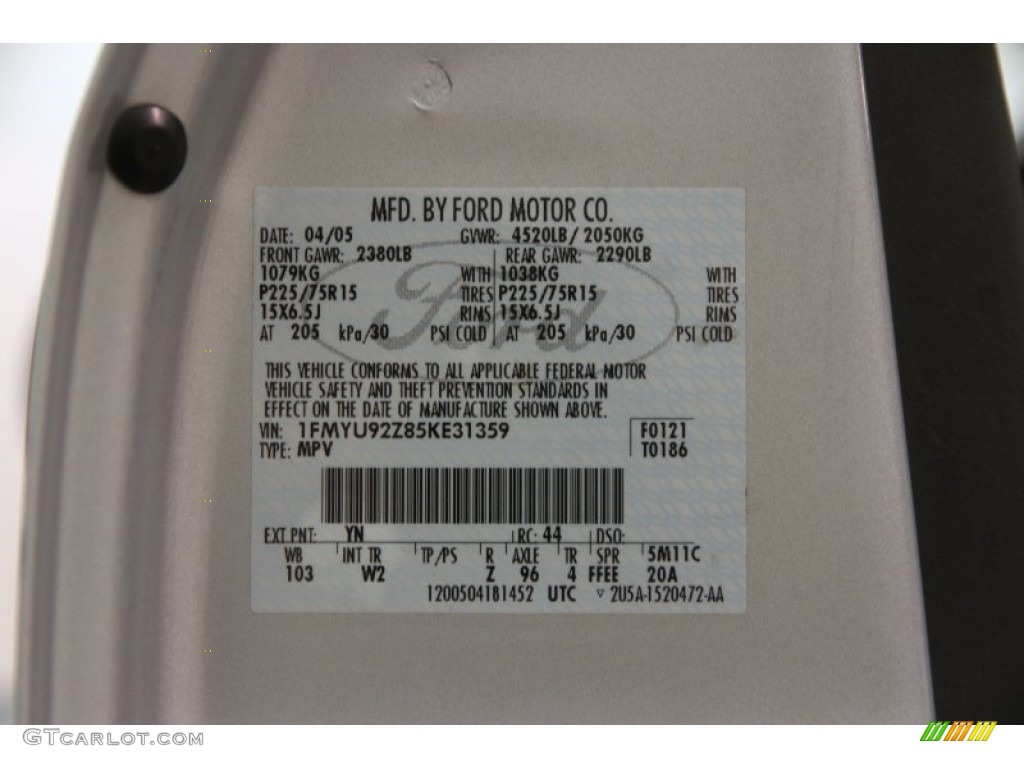 MFD. BY FORD MOTOR CO.
DATE: 04/05 GVWR: 4520LB/ 2050KG
FRONT GAWR: 2380LB REAR GAWR: 2290LB
1079KG WITH 1038KG WITH
P225/75R15 TIRES P225/75R15 TIRES
15X6.5J RIMS 15X6.5J RIMS
AT 205 kPa/30 PSI COLD AT 205 kPa/30 PSI COLD
Ford
THIS VEHICLE CONFORMS TO ALL APPLICABLE FEDERAL MOTOR
VEHICLE SAFETY AND THEFT PREVENTION STANDARDS IN
EFFECT ON THE DATE OF MANUFACTURE SHOWN ABOVE.
VIN: 1FMYU92Z85KE31359 F0121
TYPE: MPV T0186
EXT PNT: YN RC: 44 DSO:
WB INT TR TP/PS R AXLE TR SPR 5M11C
103 W2 Z 96 4 FFEE 20A
1200504181452 UTC ▽ 2U5A-1520472-AA
GTCARLOT.COM